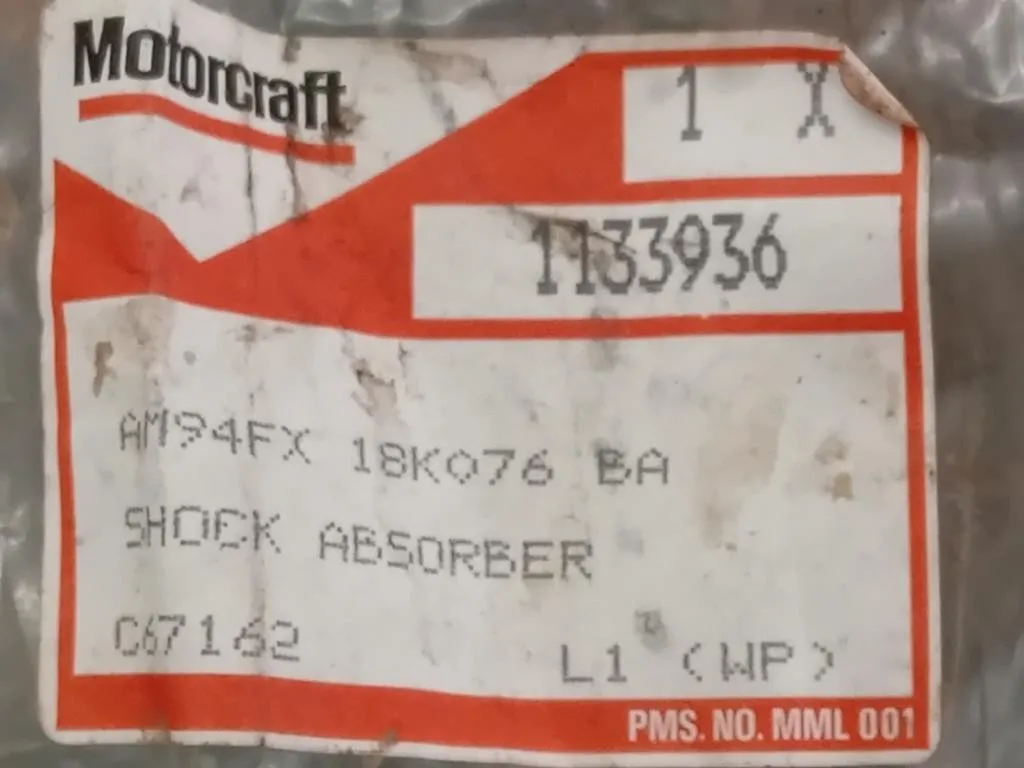 Motorcraft
1 X
1133936
AM94FX 18K076 BA
SHOCK ABSORBER
C67162
L1 (WP)
PMS. NO. MML 001